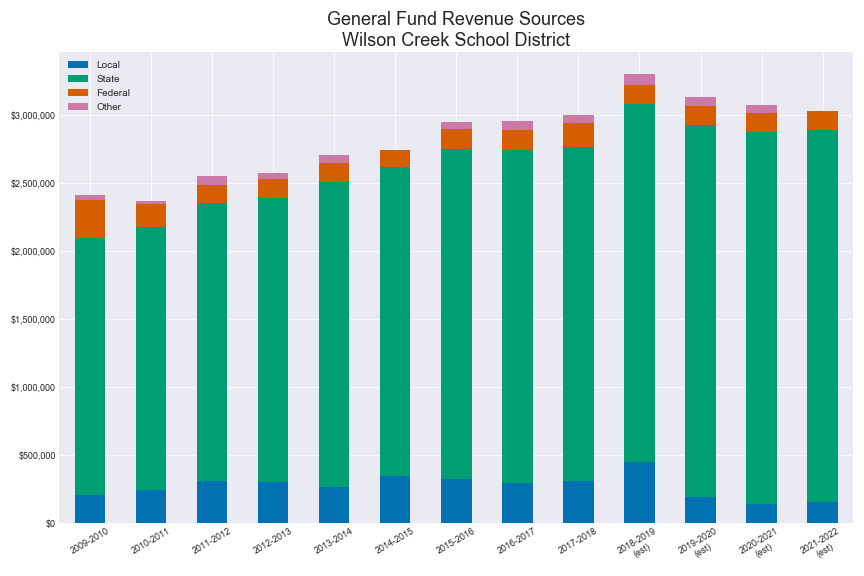 General Fund Revenue Sources
Wilson Creek School District
Local
State
Federal
Other
$3,000,000
$2,500,000
$2,000,000
$1,500,000
$1,000,000
$500,000
$0
2009-2010
2010-2011
2011-2012
2012-2013
2013-2014
2014-2015
2015-2016
2016-2017
2017-2018
2018-2019
(est)
2019-2020
(est)
2020-2021
(est)
2021-2022
(est)